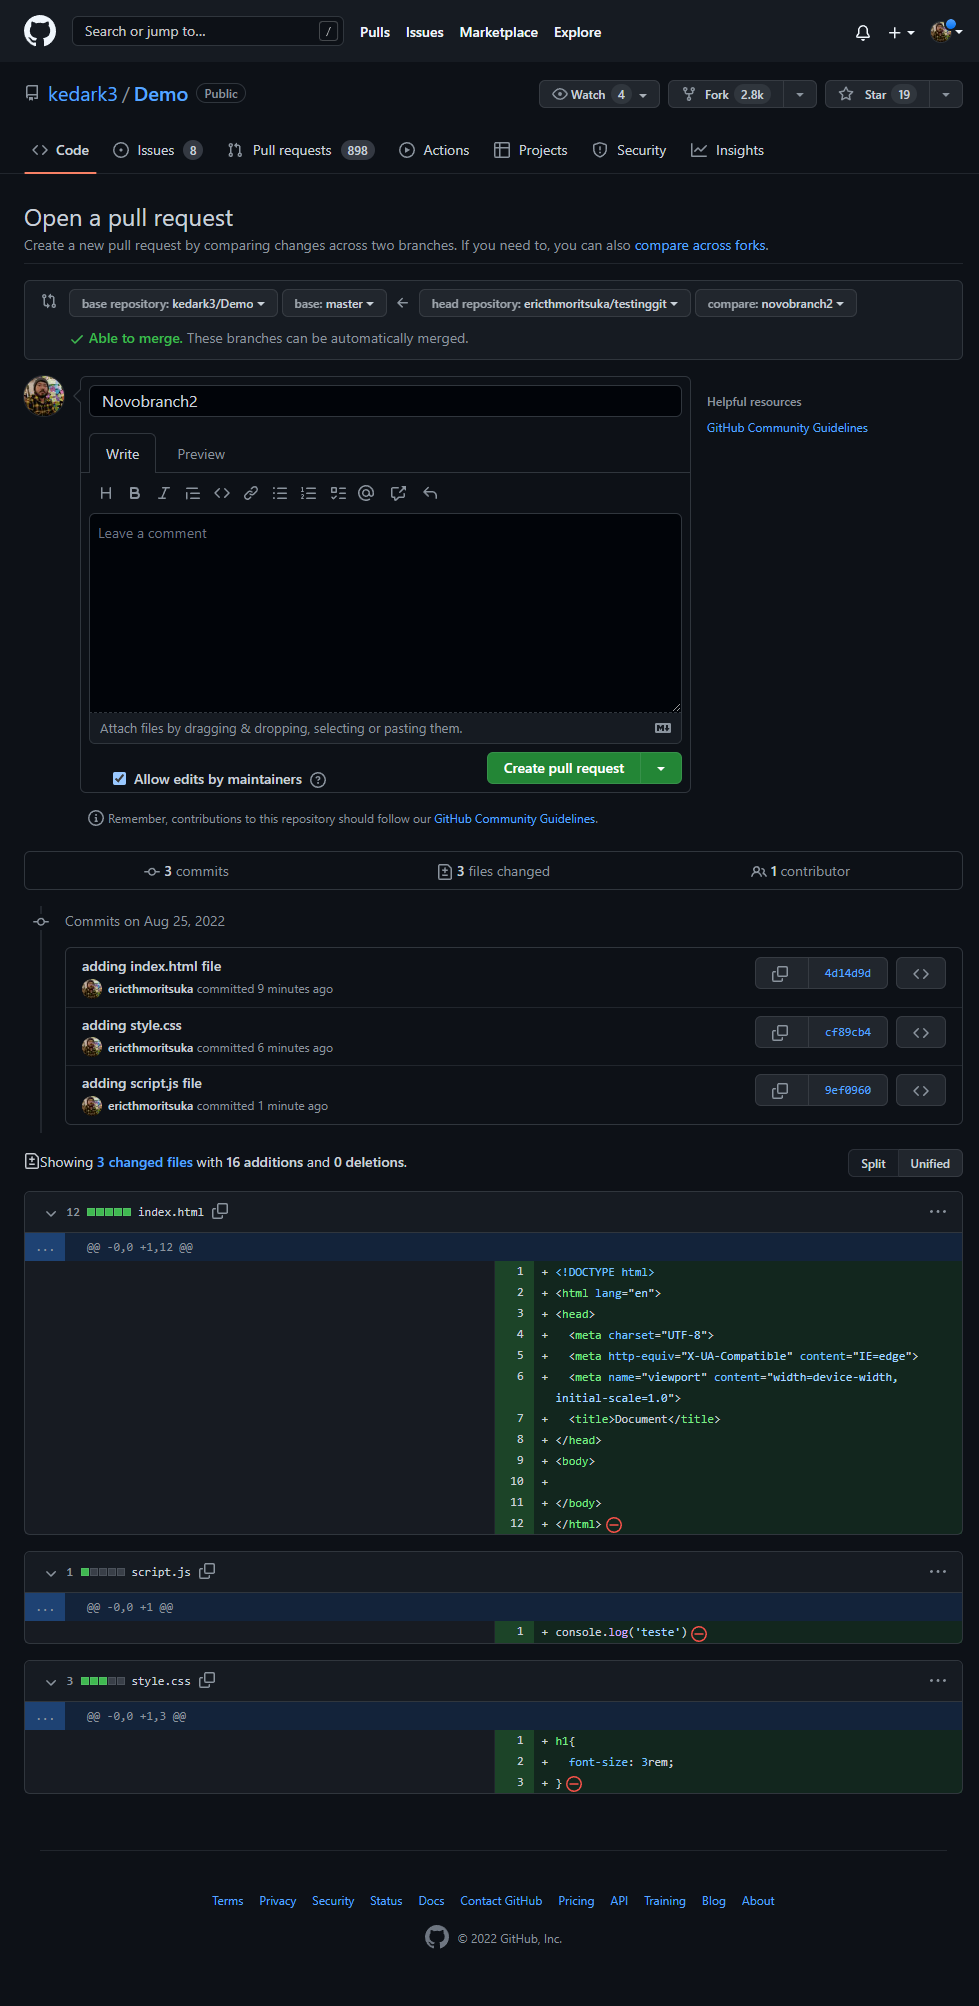 Search or jump to... /
Pulls Issues Marketplace Explore
kedark3 / Demo Public
Watch 4 Fork 2.8k Star 19
Code Issues 8 Pull requests 898 Actions Projects Security Insights
Open a pull request
Create a new pull request by comparing changes across two branches. If you need to, you can also compare across forks.
base repository: kedark3/Demo base: master head repository: ericthmoritsuka/testinggit compare: novobranch2
Able to merge. These branches can be automatically merged.
Novobranch2
Helpful resources
GitHub Community Guidelines
Write Preview
Leave a comment
Attach files by dragging & dropping, selecting or pasting them.
Allow edits by maintainers
Create pull request
Remember, contributions to this repository should follow our GitHub Community Guidelines.
3 commits 3 files changed 1 contributor
Commits on Aug 25, 2022
adding index.html file
ericthmoritsuka committed 9 minutes ago
4d14d9d
adding style.css
ericthmoritsuka committed 6 minutes ago
cf89cb4
adding script.js file
ericthmoritsuka committed 1 minute ago
9ef0960
Showing 3 changed files with 16 additions and 0 deletions.
Split Unified
12 index.html
... @@ -0,0 +1,12 @@
1 + <!DOCTYPE html>
2 + <html lang="en">
3 + <head>
4 + <meta charset="UTF-8">
5 + <meta http-equiv="X-UA-Compatible" content="IE=edge">
6 + <meta name="viewport" content="width=device-width,
initial-scale=1.0">
7 + <title>Document</title>
8 + </head>
9 + <body>
10 +
11 + </body>
12 + </html>
1 script.js
... @@ -0,0 +1 @@
1 + console.log('teste')
3 style.css
... @@ -0,0 +1,3 @@
1 + h1{
2 + font-size: 3rem;
3 + }
Terms Privacy Security Status Docs Contact GitHub Pricing API Training Blog About
© 2022 GitHub, Inc.